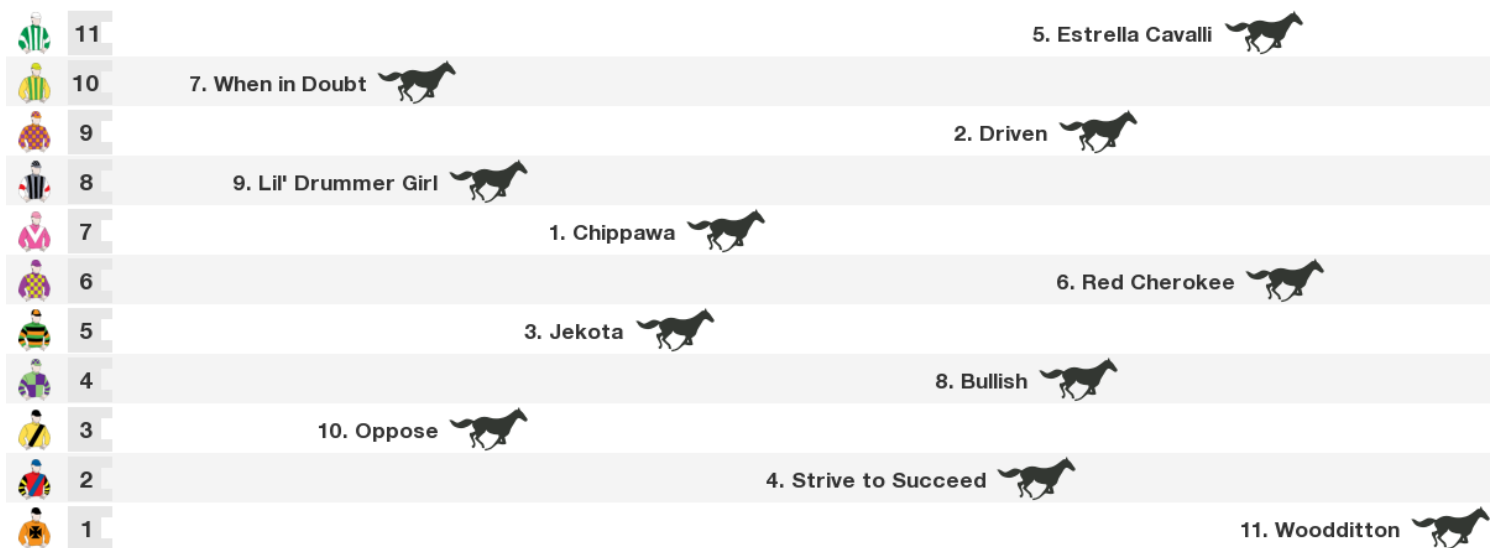 11 5. Estrella Cavalli
10 7. When in Doubt
9 2. Driven
8 9. Lil' Drummer Girl
7 1. Chippawa
6 6. Red Cherokee
5 3. Jekota
4 8. Bullish
3 10. Oppose
2 4. Strive to Succeed
1 11. Woodditton